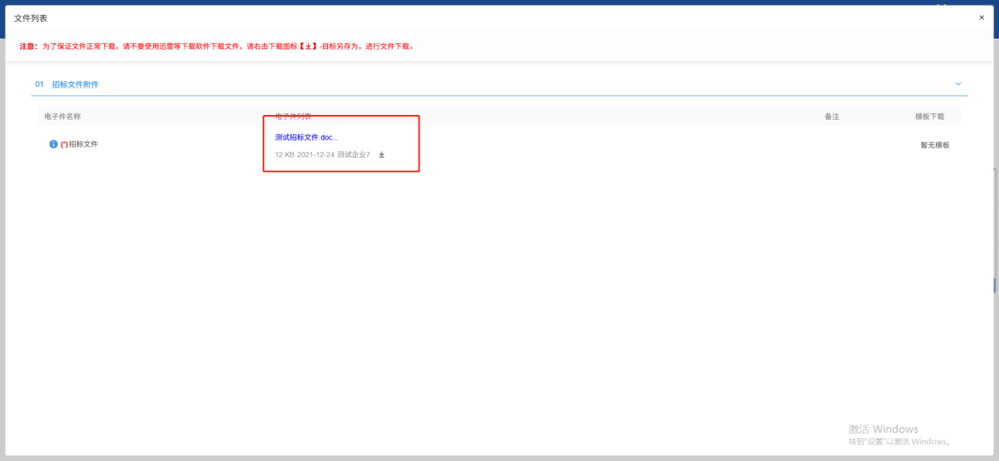 文件列表 ×
注意：为了保证文件正常下载，请不要使用迅雷等下载软件下载文件，请右击下载图标【】-目标另存为，进行文件下载。
01 招标文件附件
电子件名称 电子件列表 备注 模板下载
测试招标文件.doc...
(*)招标文件 暂无模板
12 KB 2021-12-24 测试企业7
激活 Windows
转到"设置"以激活 Windows。